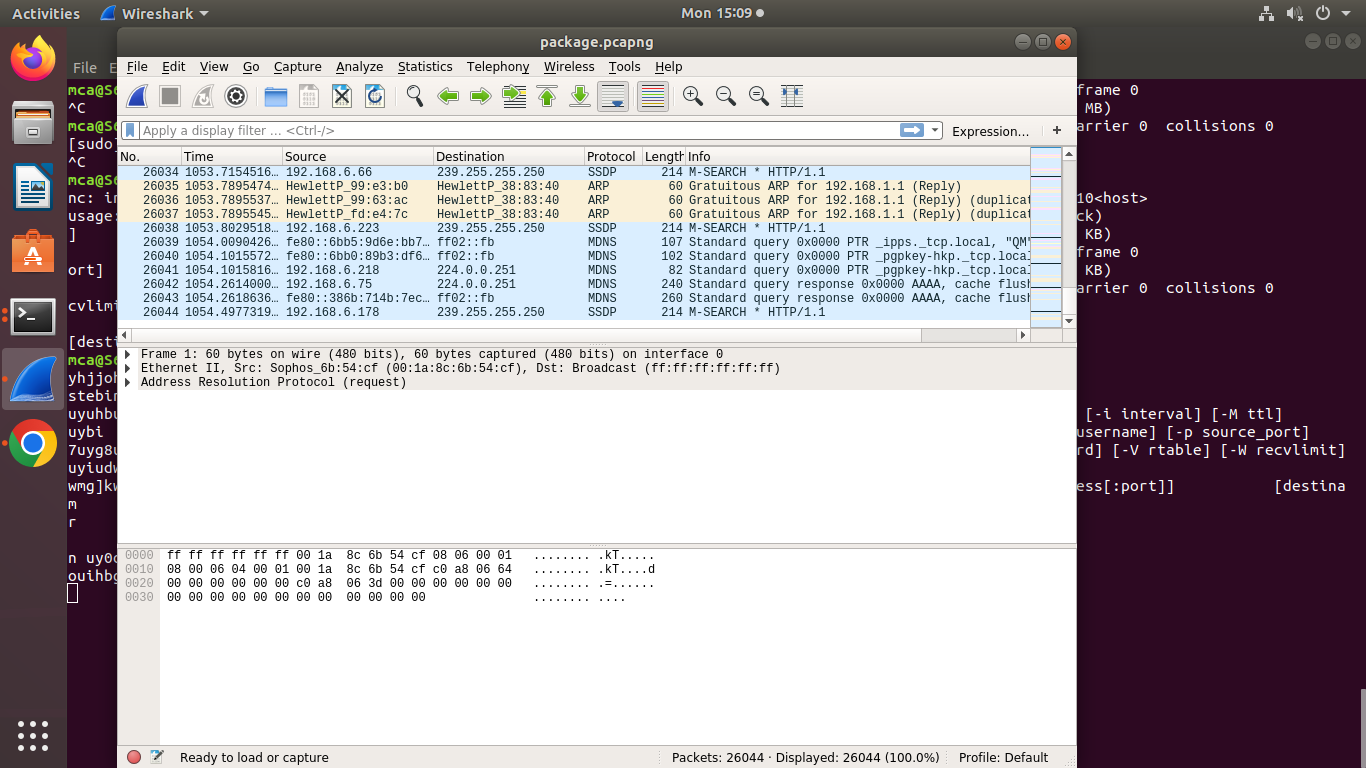 Activities Wireshark Mon 15:09
package.pcapng
File Edit View Go Capture Analyze Statistics Telephony Wireless Tools Help
Apply a display filter ... <Ctrl-/> Expression... +
No. Time Source Destination Protocol Length Info
26034 1053.7154516... 192.168.6.66 239.255.255.250 SSDP 214 M-SEARCH * HTTP/1.1
26035 1053.7895474... HewlettP_99:e3:b0 HewlettP_38:83:40 ARP 60 Gratuitous ARP for 192.168.1.1 (Reply)
26036 1053.7895537... HewlettP_99:63:ac HewlettP_38:83:40 ARP 60 Gratuitous ARP for 192.168.1.1 (Reply) (duplicat
26037 1053.7895545... HewlettP_fd:e4:7c HewlettP_38:83:40 ARP 60 Gratuitous ARP for 192.168.1.1 (Reply) (duplicat
26038 1053.8029518... 192.168.6.223 239.255.255.250 SSDP 214 M-SEARCH * HTTP/1.1
26039 1054.0090426... fe80::6bb5:9d6e:bb7... ff02::fb MDNS 107 Standard query 0x0000 PTR _ipps._tcp.local, "QM"
26040 1054.1015572... fe80::6bb0:89b3:df6... ff02::fb MDNS 102 Standard query 0x0000 PTR _pgpkey-hkp._tcp.local
26041 1054.1015816... 192.168.6.218 224.0.0.251 MDNS 82 Standard query 0x0000 PTR _pgpkey-hkp._tcp.local
26042 1054.2614000... 192.168.6.75 224.0.0.251 MDNS 240 Standard query response 0x0000 AAAA, cache flush
26043 1054.2618636... fe80::386b:714b:7ec... ff02::fb MDNS 260 Standard query response 0x0000 AAAA, cache flush
26044 1054.4977319... 192.168.6.178 239.255.255.250 SSDP 214 M-SEARCH * HTTP/1.1
Frame 1: 60 bytes on wire (480 bits), 60 bytes captured (480 bits) on interface 0
Ethernet II, Src: Sophos_6b:54:cf (00:1a:8c:6b:54:cf), Dst: Broadcast (ff:ff:ff:ff:ff:ff)
Address Resolution Protocol (request)
0000 ff ff ff ff ff ff 00 1a 8c 6b 54 cf 08 06 00 01 ........ .kT.....
0010 08 00 06 04 00 01 00 1a 8c 6b 54 cf c0 a8 06 64 ........ .kT....d
0020 00 00 00 00 00 00 c0 a8 06 3d 00 00 00 00 00 00 ........ .=......
0030 00 00 00 00 00 00 00 00 00 00 00 00 ........ ....
Ready to load or capture Packets: 26044 · Displayed: 26044 (100.0%) Profile: Default
File E
mca@S6
^C
mca@S6
[sudo]
^C
mca@S6
nc: in
usage:
]
ort]
cvlimi
[desti
mca@S6
yhjjoh
stebin
uyuhbu
uybi
7uyg8u
uyiudw
wmg]kw
m
r
n uy0d
ouihbg
frame 0
MB)
arrier 0 collisions 0
10<host>
ck)
KB)
frame 0
KB)
arrier 0 collisions 0
[-i interval] [-M ttl]
username] [-p source_port]
rd] [-V rtable] [-W recvlimit]
ess[:port]] [destina